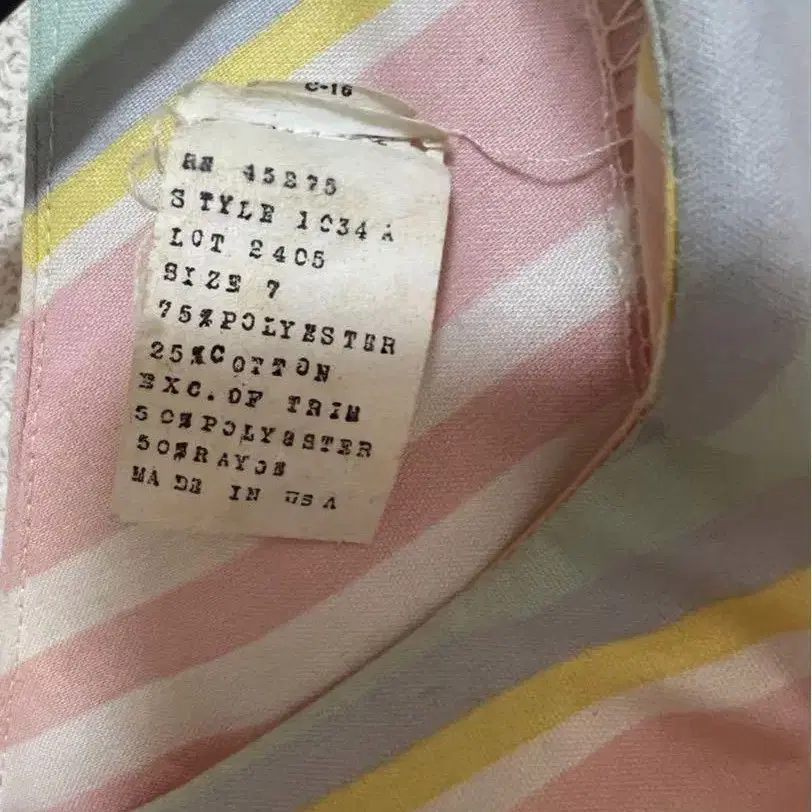 C-16
RN 45275
STYLE 1034 A
LOT 2405
SIZE 7
75%POLYESTER
25%COTTON
EXC.OF TRIM
50%POLYESTER
50%RAYON
MADE IN USA